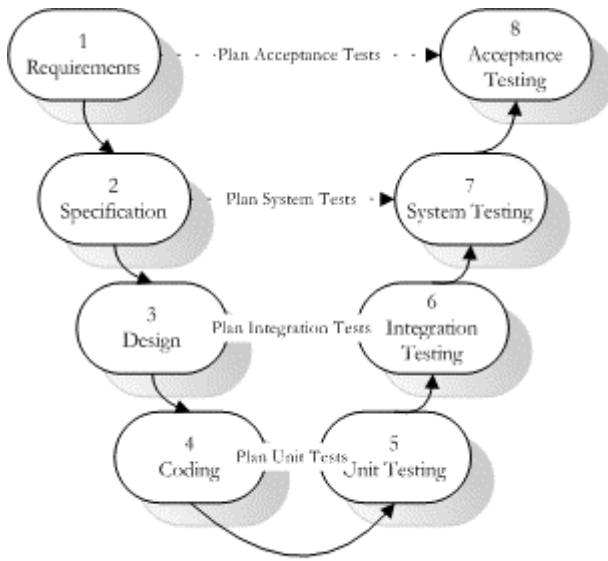 1
Requirements
Plan Acceptance Tests
8
Acceptance
Testing
2
Specification
Plan System Tests
7
System Testing
3
Design
Plan Integration Tests
6
Integration
Testing
4
Coding
Plan Unit Tests
5
Unit Testing